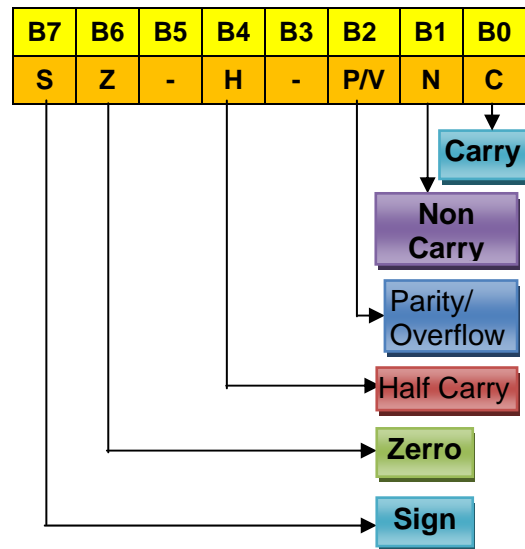 B7 B6 B5 B4 B3 B2 B1 B0
S Z - H - P/V N C
Carry
Non
Carry
Parity/
Overflow
Half Carry
Zerro
Sign